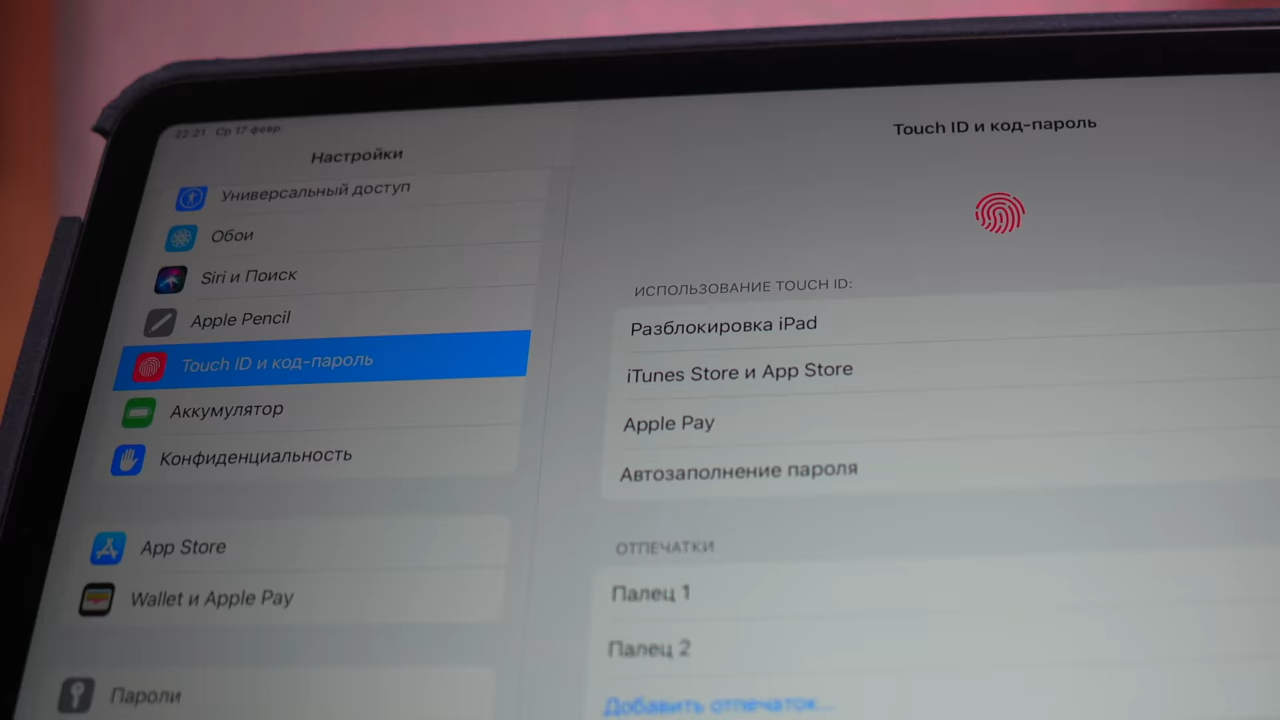 22:21 Ср 17 февр.
Настройки
Универсальный доступ
Обои
Siri и Поиск
Apple Pencil
Touch ID и код-пароль
Аккумулятор
Конфиденциальность
App Store
Wallet и Apple Pay
Пароли
Touch ID и код-пароль
ИСПОЛЬЗОВАНИЕ TOUCH ID:
Разблокировка iPad
iTunes Store и App Store
Apple Pay
Автозаполнение пароля
ОТПЕЧАТКИ
Палец 1
Палец 2
Добавить отпечаток...